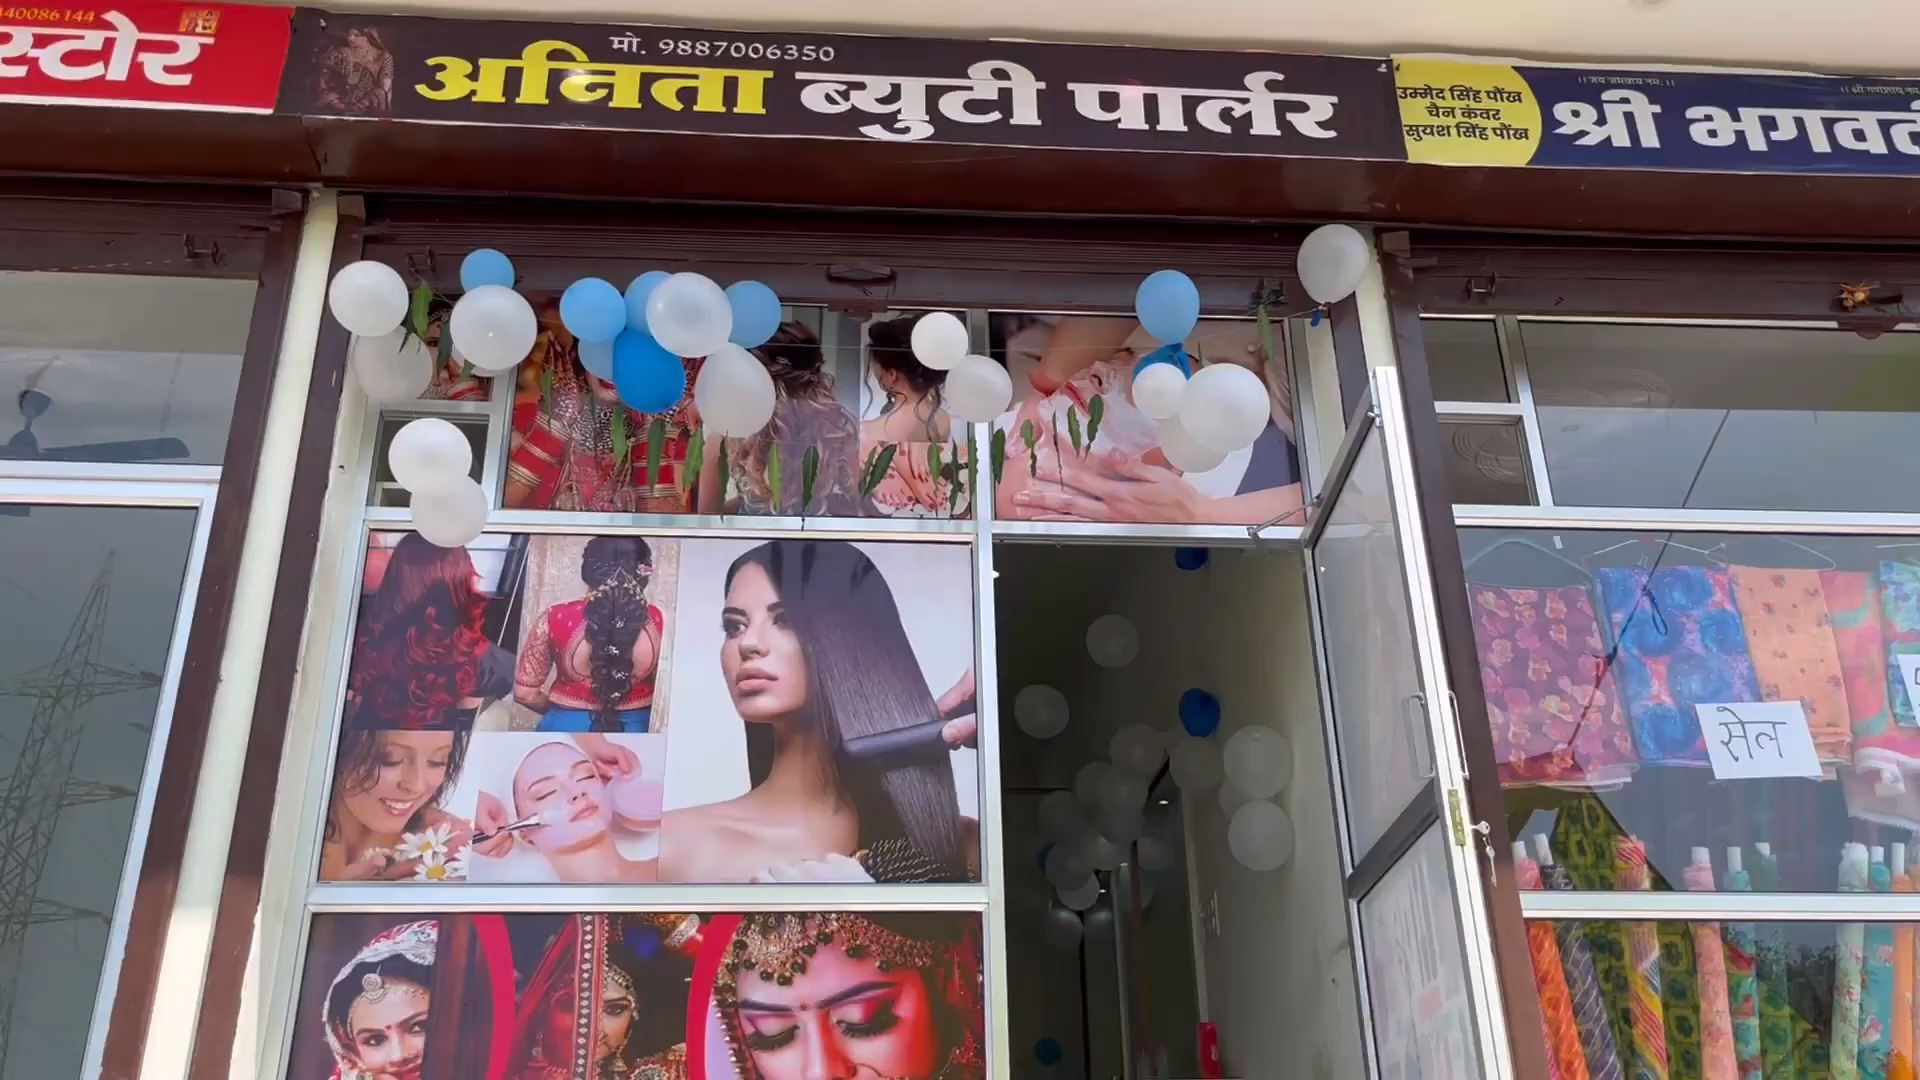 440086144
स्टोर
मो. 9887006350
अनिता ब्युटी पार्लर
उम्मेद सिंह पौंख
चैन कंवर
सुयश सिंह पौंख
श्री भगवती
सेल